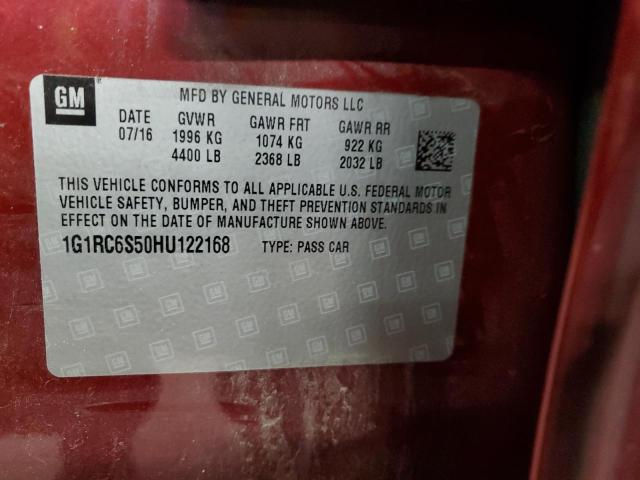 GM MFD BY GENERAL MOTORS LLC
DATE GVWR GAWR FRT GAWR RR
07/16 1996 KG 1074 KG 922 KG
4400 LB 2368 LB 2032 LB
THIS VEHICLE CONFORMS TO ALL APPLICABLE U.S. FEDERAL MOTOR
VEHICLE SAFETY, BUMPER, AND THEFT PREVENTION STANDARDS IN
EFFECT ON THE DATE OF MANUFACTURE SHOWN ABOVE.
1G1RC6S50HU122168 TYPE: PASS CAR